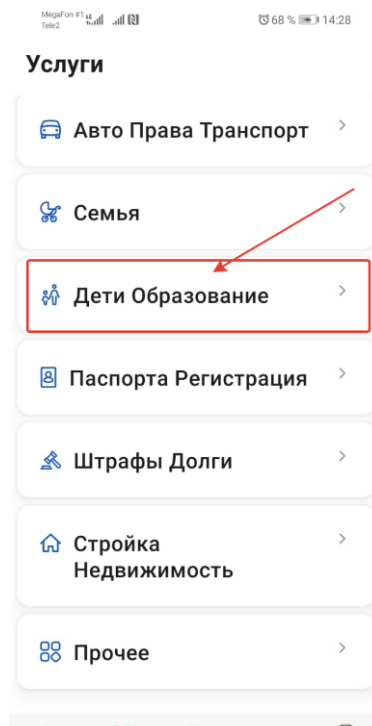 MegaFon #1 68 % 14:28
Tele2
Услуги
Авто Права Транспорт
Семья
Дети Образование
Паспорта Регистрация
Штрафы Долги
Стройка
Недвижимость
Прочее